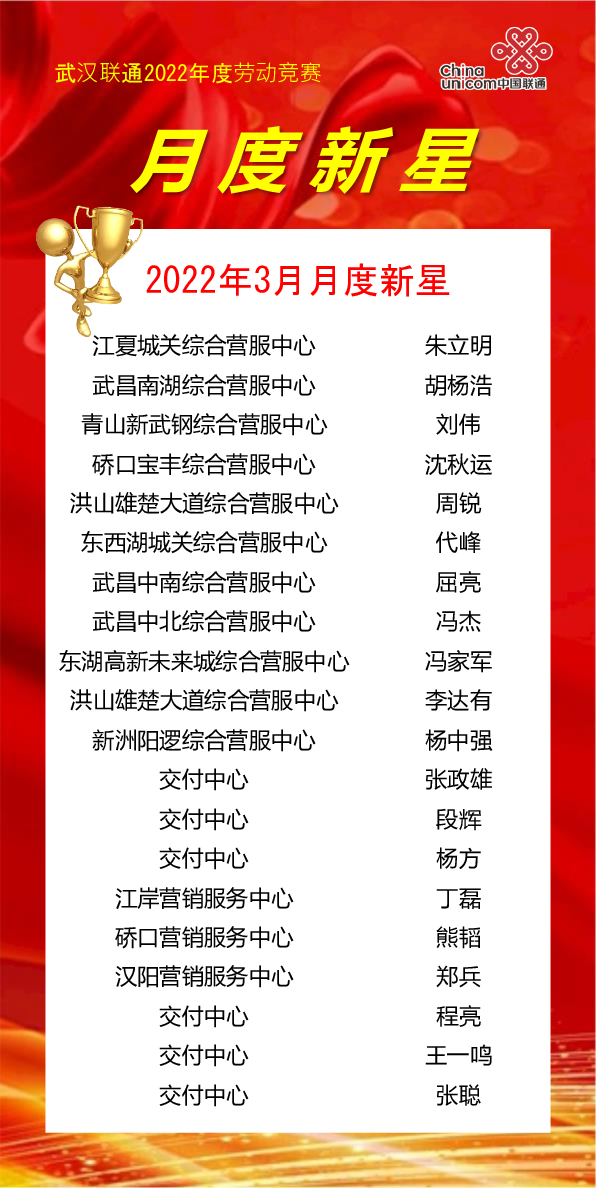 武汉联通2022年度劳动竞赛
China
unicom中国联通
月度新星
2022年3月月度新星
江夏城关综合营服中心 朱立明
武昌南湖综合营服中心 胡杨浩
青山新武钢综合营服中心 刘伟
硚口宝丰综合营服中心 沈秋运
洪山雄楚大道综合营服中心 周锐
东西湖城关综合营服中心 代峰
武昌中南综合营服中心 屈亮
武昌中北综合营服中心 冯杰
东湖高新未来城综合营服中心 冯家军
洪山雄楚大道综合营服中心 李达有
新洲阳逻综合营服中心 杨中强
交付中心 张政雄
交付中心 段辉
交付中心 杨方
江岸营销服务中心 丁磊
硚口营销服务中心 熊韬
汉阳营销服务中心 郑兵
交付中心 程亮
交付中心 王一鸣
交付中心 张聪